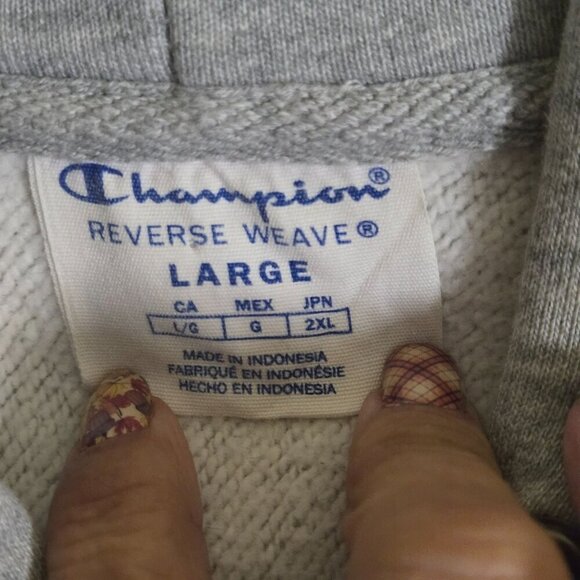 Champion®
REVERSE WEAVE®
LARGE
CA MEX JPN
L/G G 2XL
MADE IN INDONESIA
FABRIQUÉ EN INDONÉSIE
HECHO EN INDONESIA